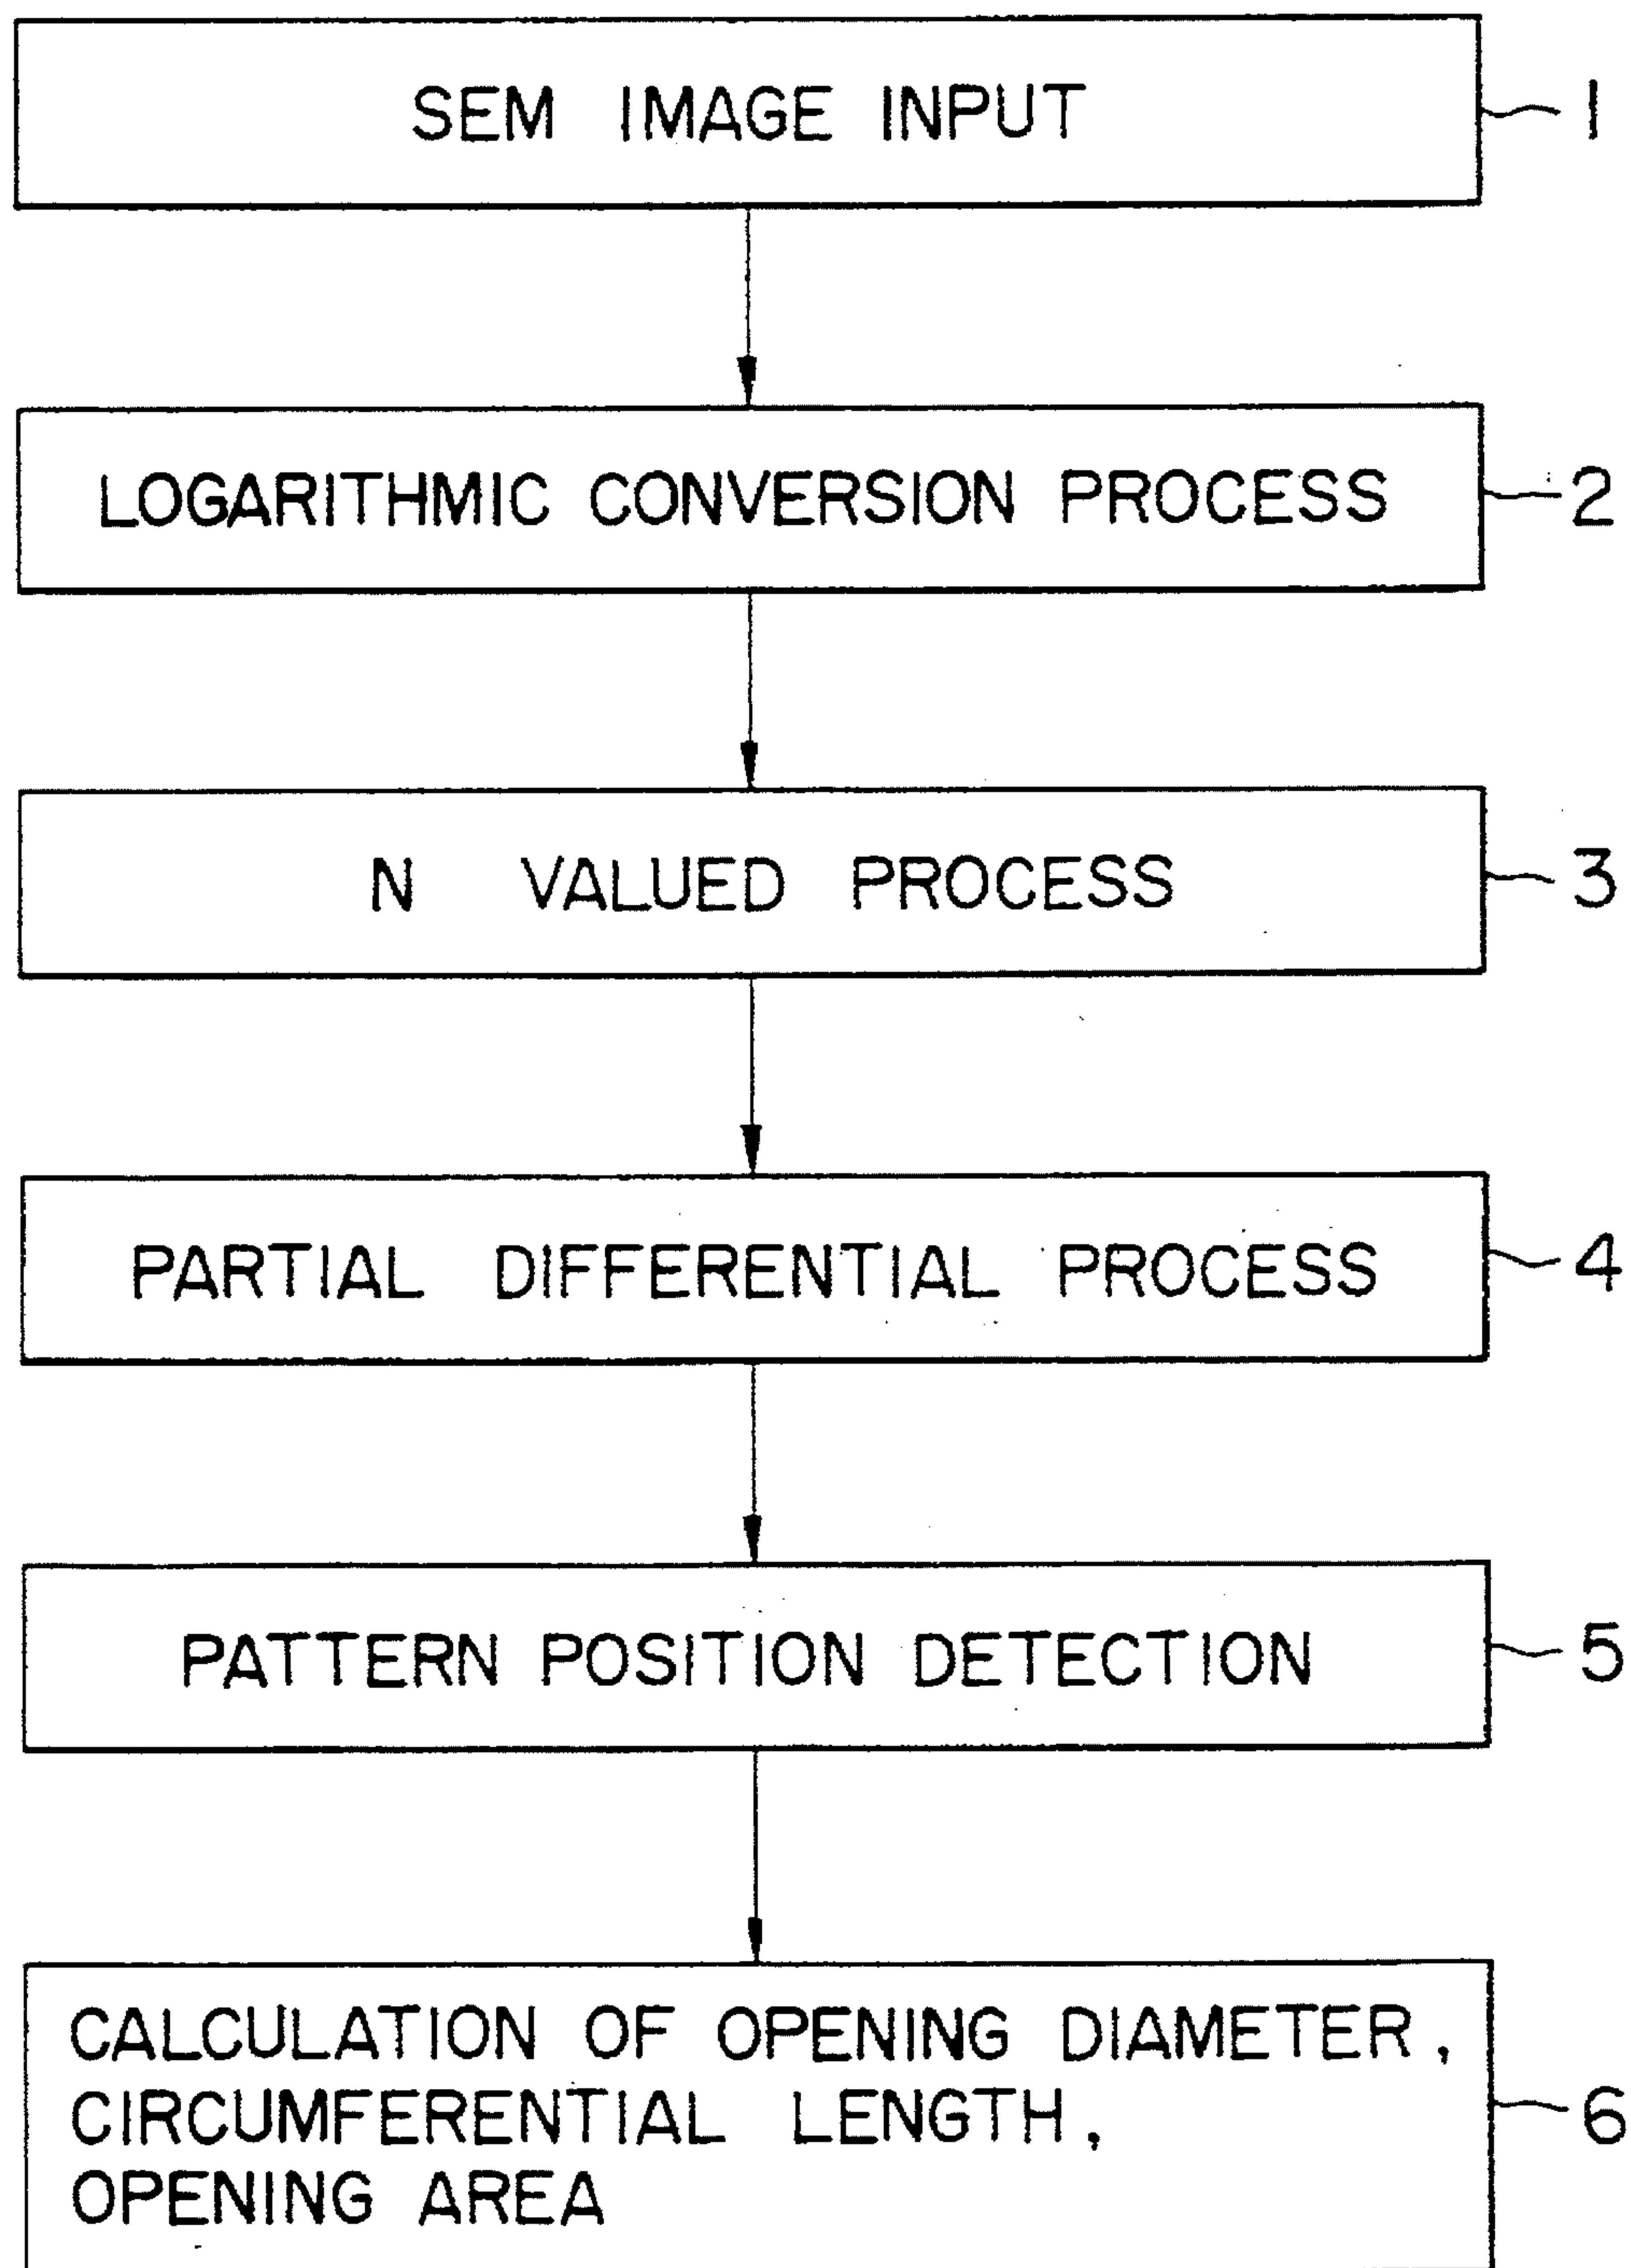 SEM IMAGE INPUT 1
LOGARITHMIC CONVERSION PROCESS 2
N VALUED PROCESS 3
PARTIAL DIFFERENTIAL PROCESS 4
PATTERN POSITION DETECTION 5
CALCULATION OF OPENING DIAMETER,
CIRCUMFERENTIAL LENGTH, 6
OPENING AREA